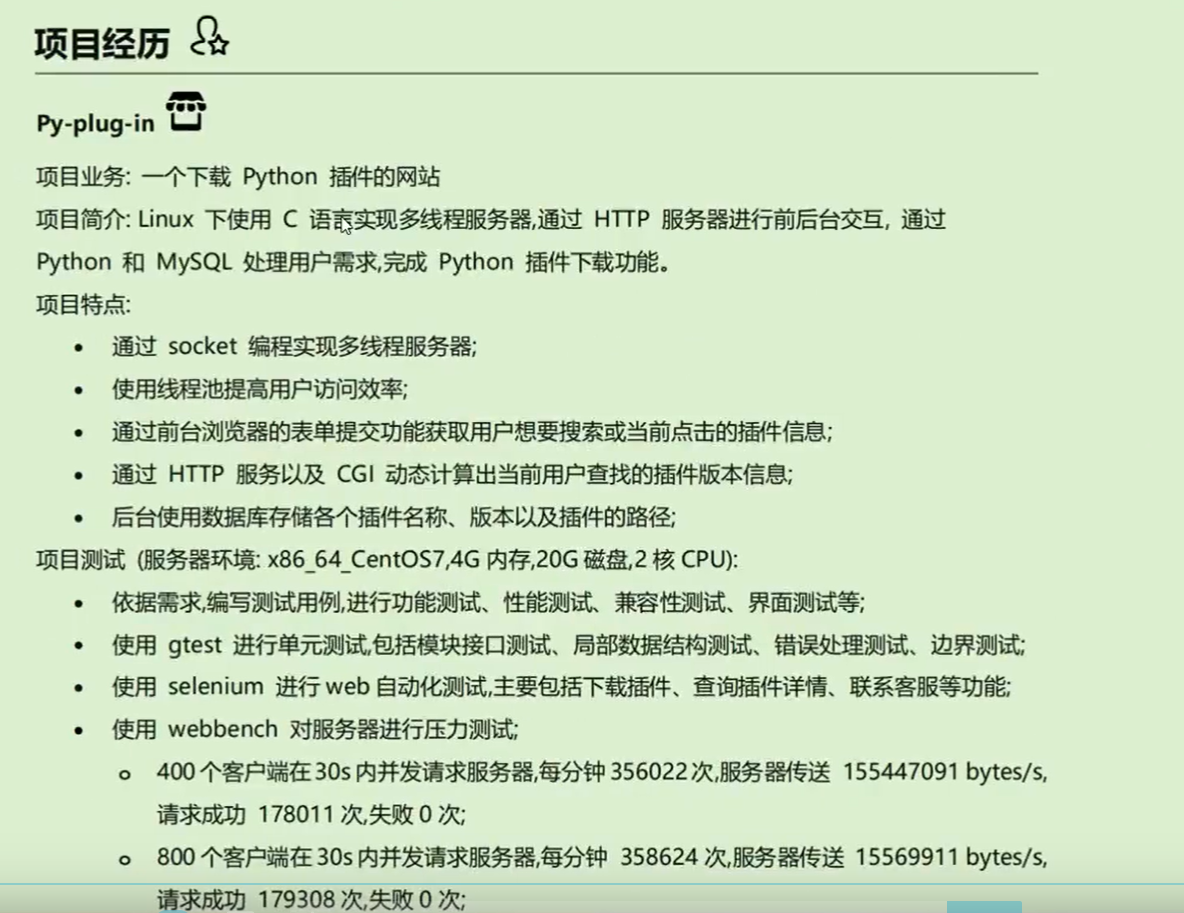 项目经历
Py-plug-in
项目业务: 一个下载 Python 插件的网站
项目简介: Linux 下使用 C 语言实现多线程服务器,通过 HTTP 服务器进行前后台交互, 通过
Python 和 MySQL 处理用户需求,完成 Python 插件下载功能。
项目特点:
• 通过 socket 编程实现多线程服务器;
• 使用线程池提高用户访问效率;
• 通过前台浏览器的表单提交功能获取用户想要搜索或当前点击的插件信息;
• 通过 HTTP 服务以及 CGI 动态计算出当前用户查找的插件版本信息;
• 后台使用数据库存储各个插件名称、版本以及插件的路径;
项目测试 (服务器环境: x86_64_CentOS7,4G 内存,20G 磁盘,2 核 CPU):
• 依据需求,编写测试用例,进行功能测试、性能测试、兼容性测试、界面测试等;
• 使用 gtest 进行单元测试,包括模块接口测试、局部数据结构测试、错误处理测试、边界测试;
• 使用 selenium 进行 web 自动化测试,主要包括下载插件、查询插件详情、联系客服等功能;
• 使用 webbench 对服务器进行压力测试;
o 400 个客户端在 30s 内并发请求服务器,每分钟 356022 次,服务器传送 155447091 bytes/s,
请求成功 178011 次,失败 0 次;
o 800 个客户端在 30s 内并发请求服务器,每分钟 358624 次,服务器传送 15569911 bytes/s,
请求成功 179308 次,失败 0 次;